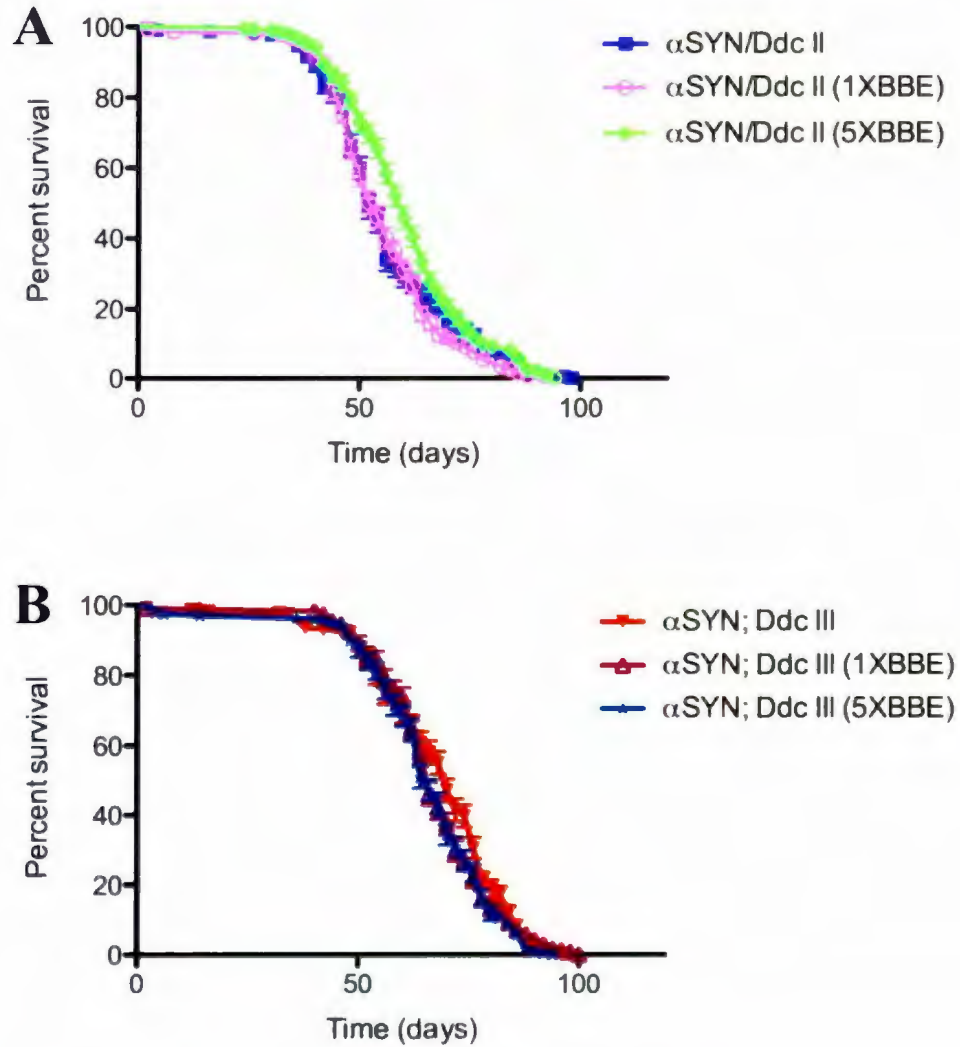 A
100
80
60
40
20
0
Percent survival
0
50
100
Time (days)
αSYN/Ddc II
αSYN/Ddc II (1XBBE)
αSYN/Ddc II (5XBBE)
B
100
80
60
40
20
0
Percent survival
0
50
100
Time (days)
αSYN; Ddc III
αSYN; Ddc III (1XBBE)
αSYN; Ddc III (5XBBE)